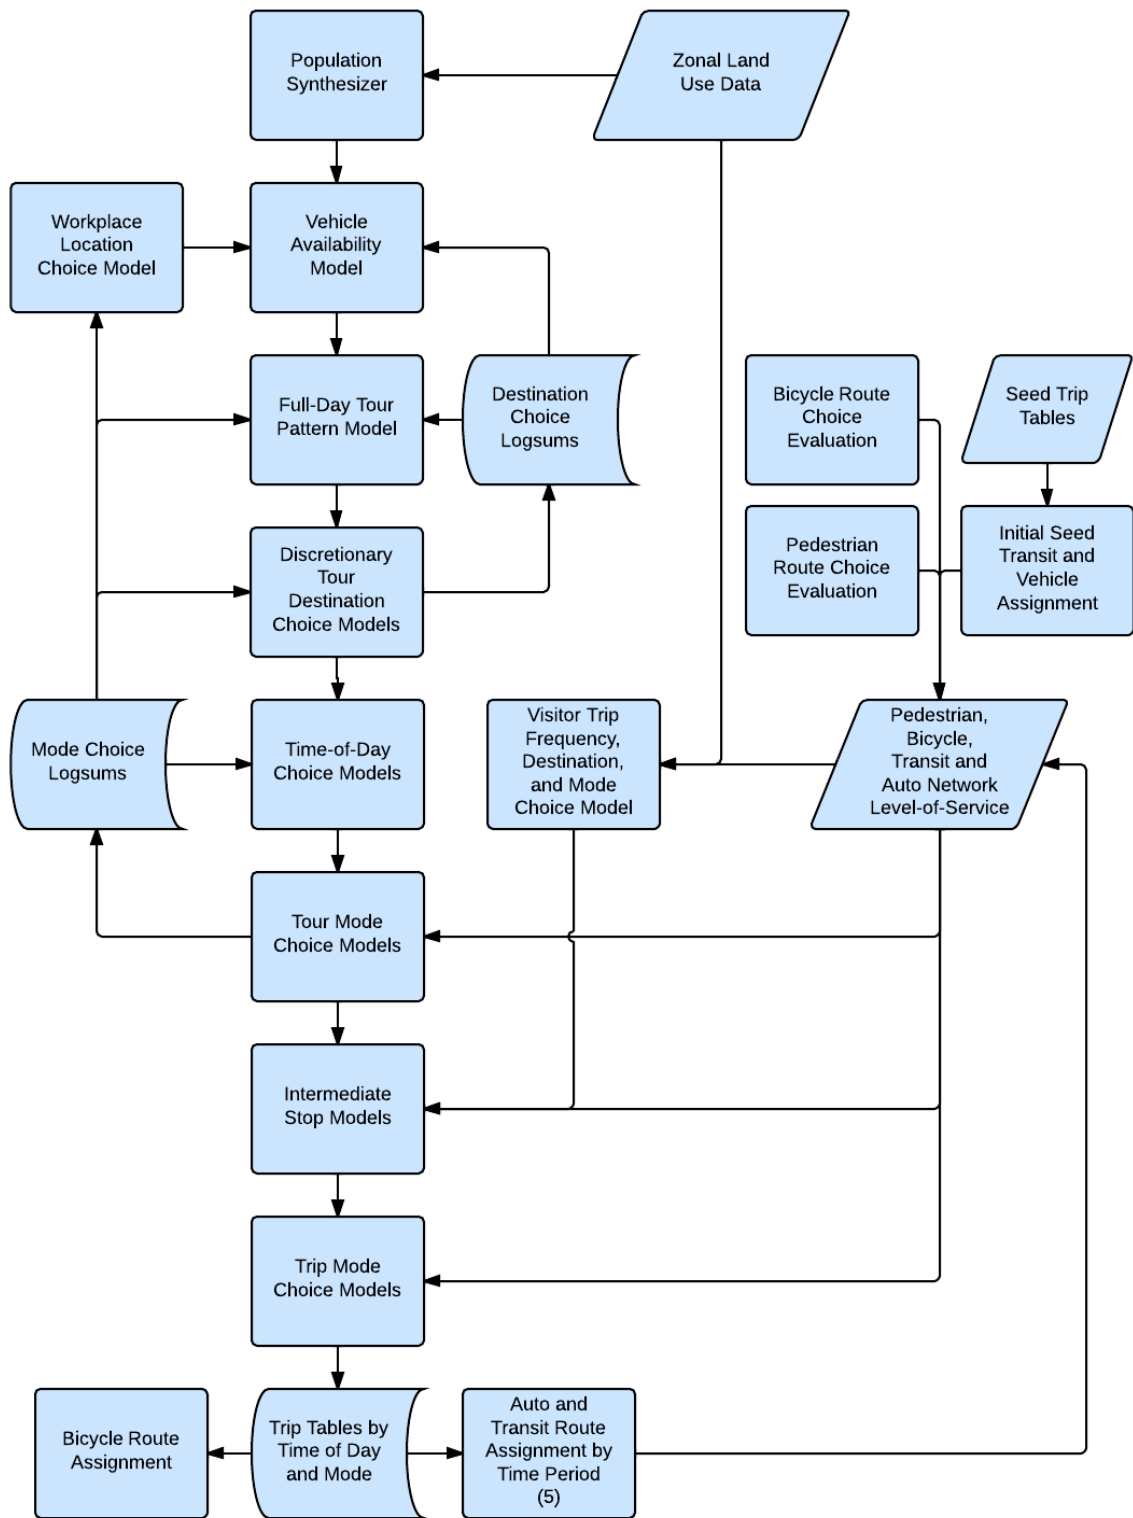 Population
Synthesizer
Zonal Land
Use Data
Workplace
Location
Choice Model
Vehicle
Availability
Model
Full-Day Tour
Pattern Model
Destination
Choice
Logsums
Bicycle Route
Choice
Evaluation
Seed Trip
Tables
Discretionary
Tour
Destination
Choice Models
Pedestrian
Route Choice
Evaluation
Initial Seed
Transit and
Vehicle
Assignment
Mode Choice
Logsums
Time-of-Day
Choice Models
Visitor Trip
Frequency,
Destination,
and Mode
Choice Model
Pedestrian,
Bicycle,
Transit and
Auto Network
Level-of-Service
Tour Mode
Choice Models
Intermediate
Stop Models
Trip Mode
Choice Models
Bicycle Route
Assignment
Trip Tables by
Time of Day
and Mode
Auto and
Transit Route
Assignment by
Time Period
(5)